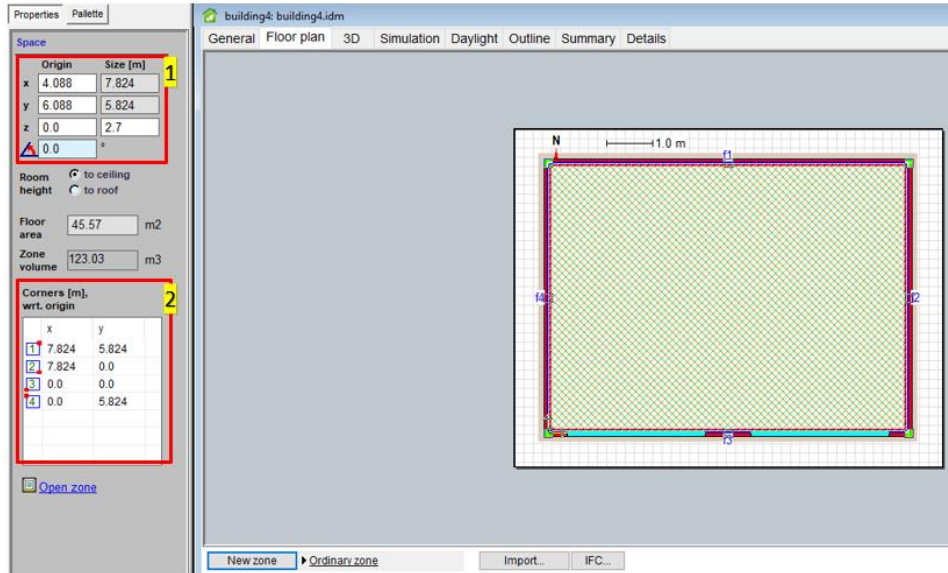 Properties Pallette
building4: building4.idm
General Floor plan 3D Simulation Daylight Outline Summary Details
Space
Origin Size [m]
1
x 4.088 7.824
y 6.088 5.824
z 0.0 2.7
0.0 °
Room height
to ceiling
to roof
Floor area 45.57 m2
Zone volume 123.03 m3
Corners [m],
wrt. origin
2
x y
1 7.824 5.824
2 7.824 0.0
3 0.0 0.0
4 0.0 5.824
Open zone
N 1.0 m
f1
f4 f2
f3
New zone Ordinary zone Import... IFC...